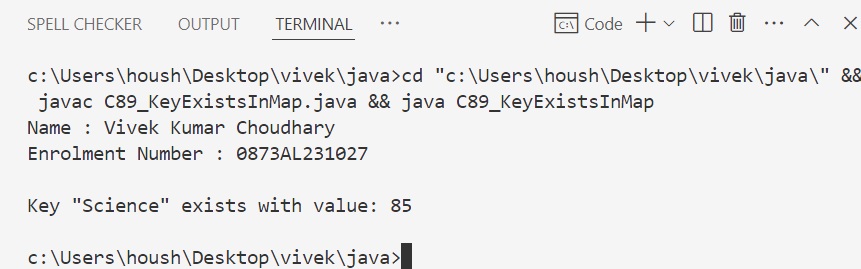 SPELL CHECKER OUTPUT TERMINAL ··· Code
c:\Users\housh\Desktop\vivek\java>cd "c:\Users\housh\Desktop\vivek\java\" &&
javac C89_KeyExistsInMap.java && java C89_KeyExistsInMap
Name : Vivek Kumar Choudhary
Enrolment Number : 0873AL231027
Key "Science" exists with value: 85
c:\Users\housh\Desktop\vivek\java>